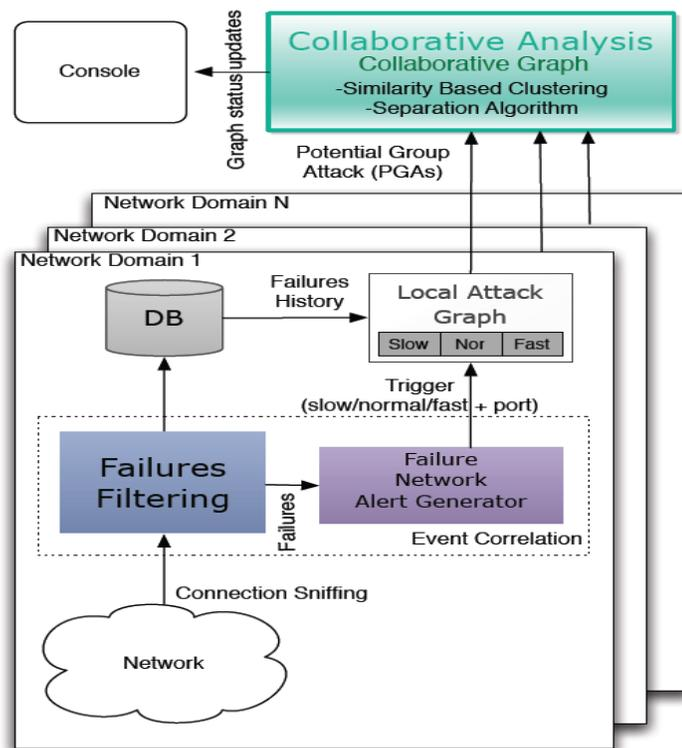 Console
Graph status updates
Collaborative Analysis
Collaborative Graph
-Similarity Based Clustering
-Separation Algorithm
Potential Group
Attack (PGAs)
Network Domain N
Network Domain 2
Network Domain 1
DB
Failures
History
Local Attack
Graph
Slow Nor Fast
Trigger
(slow/normal/fast + port)
Failures
Filtering
Failures
Failure
Network
Alert Generator
Event Correlation
Connection Sniffing
Network